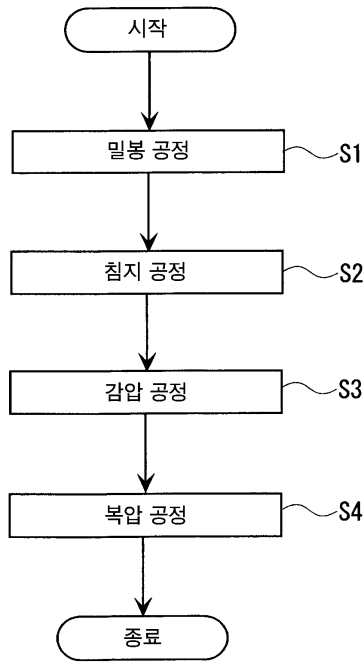 시작
밀봉 공정 S1
침지 공정 S2
감압 공정 S3
복압 공정 S4
종료